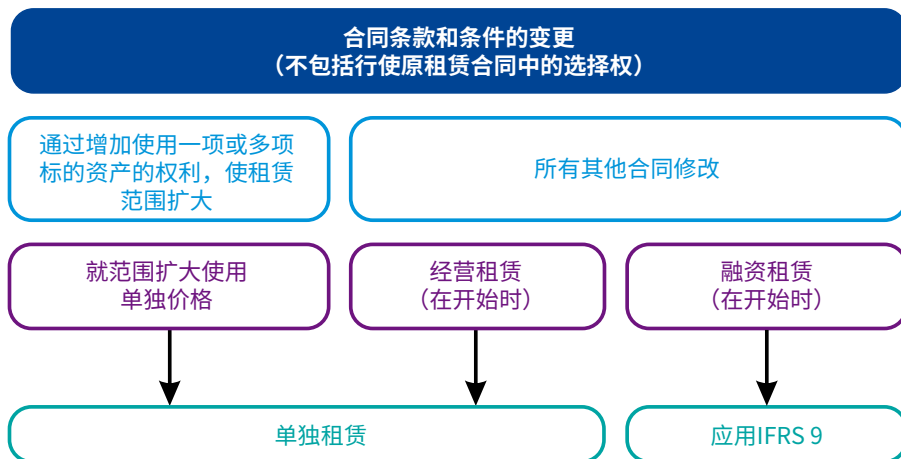 合同条款和条件的变更
（不包括行使原租赁合同中的选择权）
通过增加使用一项或多项
标的资产的权利，使租赁
范围扩大
所有其他合同修改
就范围扩大使用
单独价格
经营租赁
（在开始时）
融资租赁
（在开始时）
单独租赁
应用IFRS 9